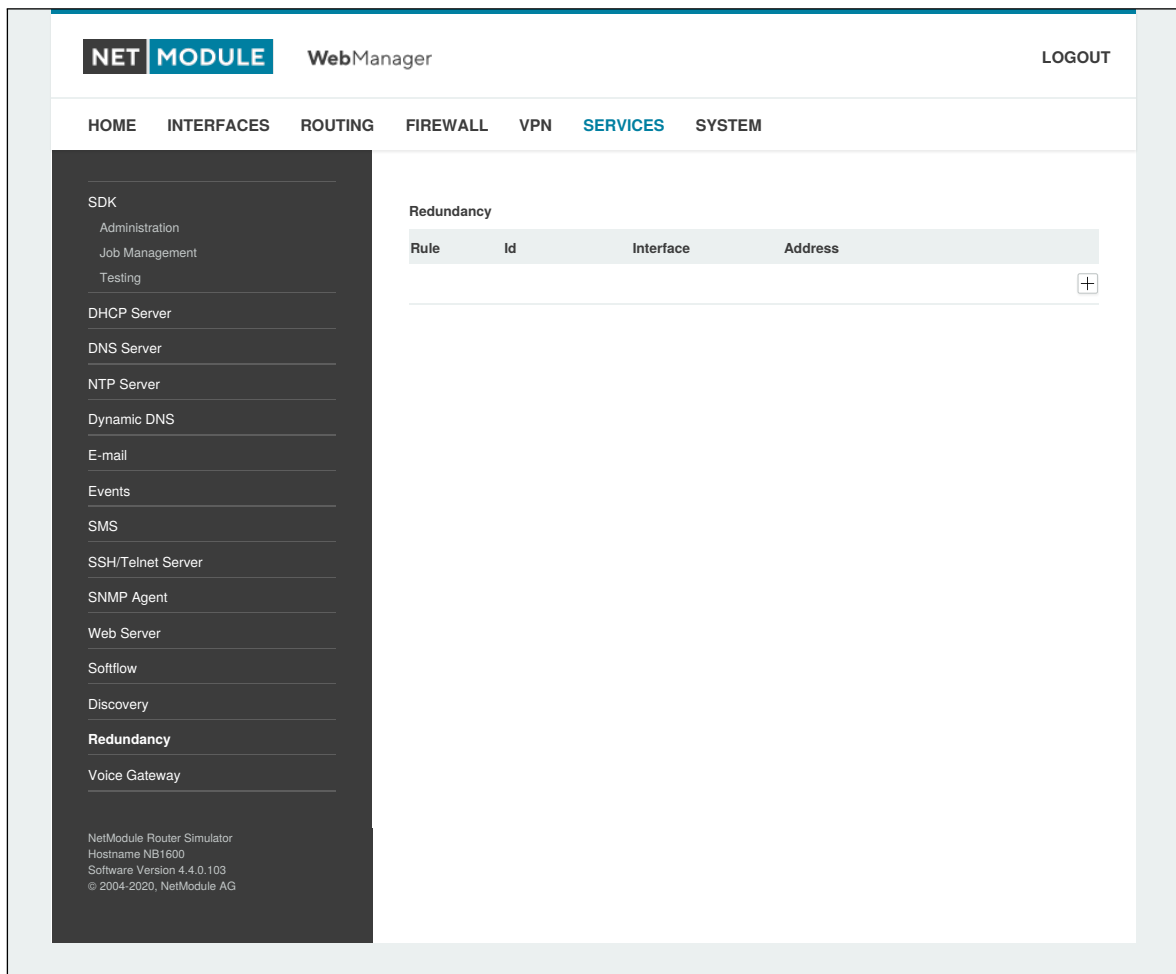 NET MODULE WebManager LOGOUT
HOME INTERFACES ROUTING FIREWALL VPN SERVICES SYSTEM
SDK
Administration
Job Management
Testing
DHCP Server
DNS Server
NTP Server
Dynamic DNS
E-mail
Events
SMS
SSH/Telnet Server
SNMP Agent
Web Server
Softflow
Discovery
Redundancy
Voice Gateway
NetModule Router Simulator
Hostname NB1600
Software Version 4.4.0.103
© 2004-2020, NetModule AG
Redundancy
Rule Id Interface Address